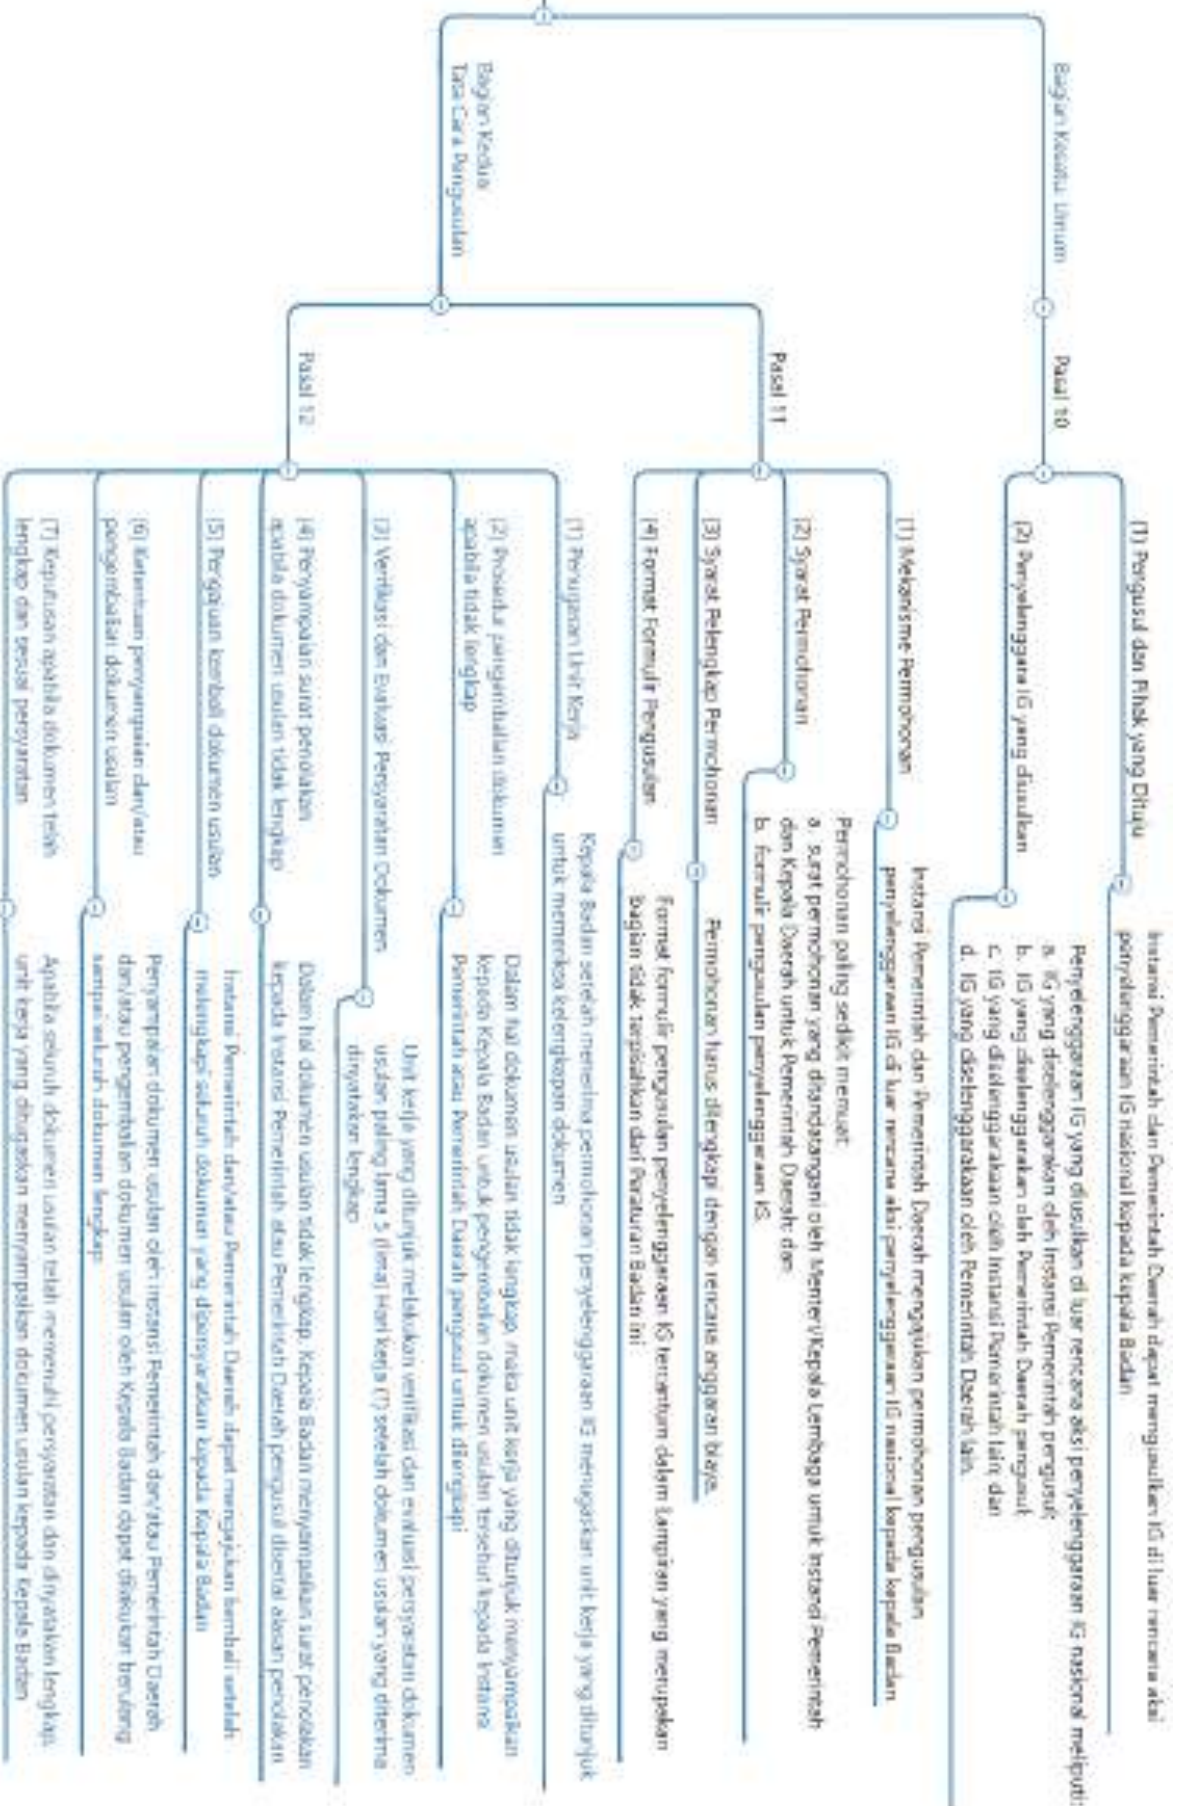 Bagian Kesatu: Umum
Pasal 10
(1) Pengusul dan Pihak yang Dituju
Instansi Pemerintah dan Pemerintah Daerah dapat mengusulkan IG di luar rencana aksi
penyelenggaraan IG nasional kepada kepala Badan
(2) Penyelenggara IG yang diusulkan
Penyelenggaraan IG yang diusulkan di luar rencana aksi penyelenggaraan IG nasional meliputi:
a. IG yang diselenggarakan oleh Instansi Pemerintah pengusul;
b. IG yang diselenggarakan oleh Pemerintah Daerah pengusul;
c. IG yang diselenggarakan oleh Instansi Pemerintah lain; dan
d. IG yang diselenggarakaan oleh Pemerintah Daerah lain.
Bagian Kedua
Tata Cara Pengusulan
Pasal 11
(1) Mekanisme Permohonan
Instansi Pemerintah dan Pemerintah Daerah mengajukan permohonan pengusulan
penyelenggaraan IG di luar rencana aksi penyelenggaraan IG nasional kepada kepala Badan
(2) Syarat Permohonan
Permohonan paling sedikit memuat:
a. surat permohonan yang ditandatangani oleh Menteri/Kepala Lembaga untuk Instansi Pemerintah
dan Kepala Daerah untuk Pemerintah Daerah; dan
b. formulir pengusulan penyelenggaraan IG.
(3) Syarat Pelengkap Permohonan
Permohonan harus dilengkapi dengan rencana anggaran biaya.
(4) Format Formulir Pengusulan
Format formulir pengusulan penyelenggaraan IG tercantum dalam Lampiran yang merupakan
bagian tidak terpisahkan dari Peraturan Badan ini
Pasal 12
(1) Penugasan Unit Kerja
Kepala Badan setelah menerima permohonan penyelenggaraan IG menugaskan unit kerja yang ditunjuk
untuk memeriksa kelengkapan dokumen
(2) Prosedur pengembalian dokumen
apabila tidak lengkap
Dalam hal dokumen usulan tidak lengkap, maka unit kerja yang ditunjuk menyampaikan
kepada Kepala Badan untuk pengembalian dokumen usulan tersebut kepada Instansi
Pemerintah atau Pemerintah Daerah pengusul untuk dilengkapi
(3) Verifikasi dan Evaluasi Persyaratan Dokumen
Unit kerja yang ditunjuk melakukan verifikasi dan evaluasi persyaratan dokumen
usulan paling lama 5 (lima) Hari kerja (*) setelah dokumen usulan yang diterima
dinyatakan lengkap
(4) Penyampaian surat penolakan
apabila dokumen usulan tidak lengkap
Dalam hal dokumen usulan tidak lengkap, Kepala Badan menyampaikan surat penolakan
kepada Instansi Pemerintah atau Pemerintah Daerah pengusul disertai alasan penolakan
(5) Pengajuan kembali dokumen usulan
Instansi Pemerintah dan/atau Pemerintah Daerah dapat mengajukan kembali setelah
melengkapi seluruh dokumen yang dipersyaratkan kepada Kepala Badan
(6) Ketentuan penyampaian dan/atau
pengembalian dokumen usulan
Penyampaian dokumen usulan oleh Instansi Pemerintah dan/atau Pemerintah Daerah
dan/atau pengembalian dokumen usulan oleh Kepala Badan dapat dilakukan berulang
sampai seluruh dokumen lengkap
(7) Keputusan apabila dokumen telah
lengkap dan sesuai persyaratan
Apabila seluruh dokumen usulan telah memenuhi persyaratan dan dinyatakan lengkap,
unit kerja yang ditugaskan menyampaikan dokumen usulan kepada Kepala Badan